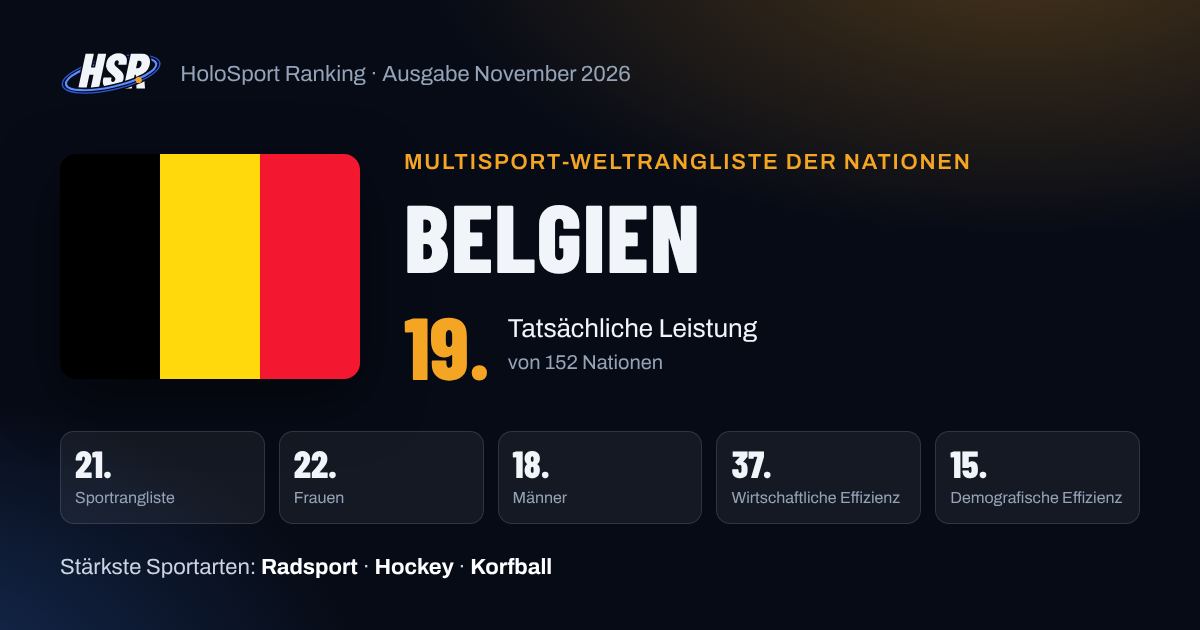 HSR
HoloSport Ranking · Ausgabe November 2026
MULTISPORT-WELTRANGLISTE DER NATIONEN
BELGIEN
19.
Tatsächliche Leistung
von 152 Nationen
21.
Sportrangliste
22.
Frauen
18.
Männer
37.
Wirtschaftliche Effizienz
15.
Demografische Effizienz
Stärkste Sportarten: Radsport · Hockey · Korfball